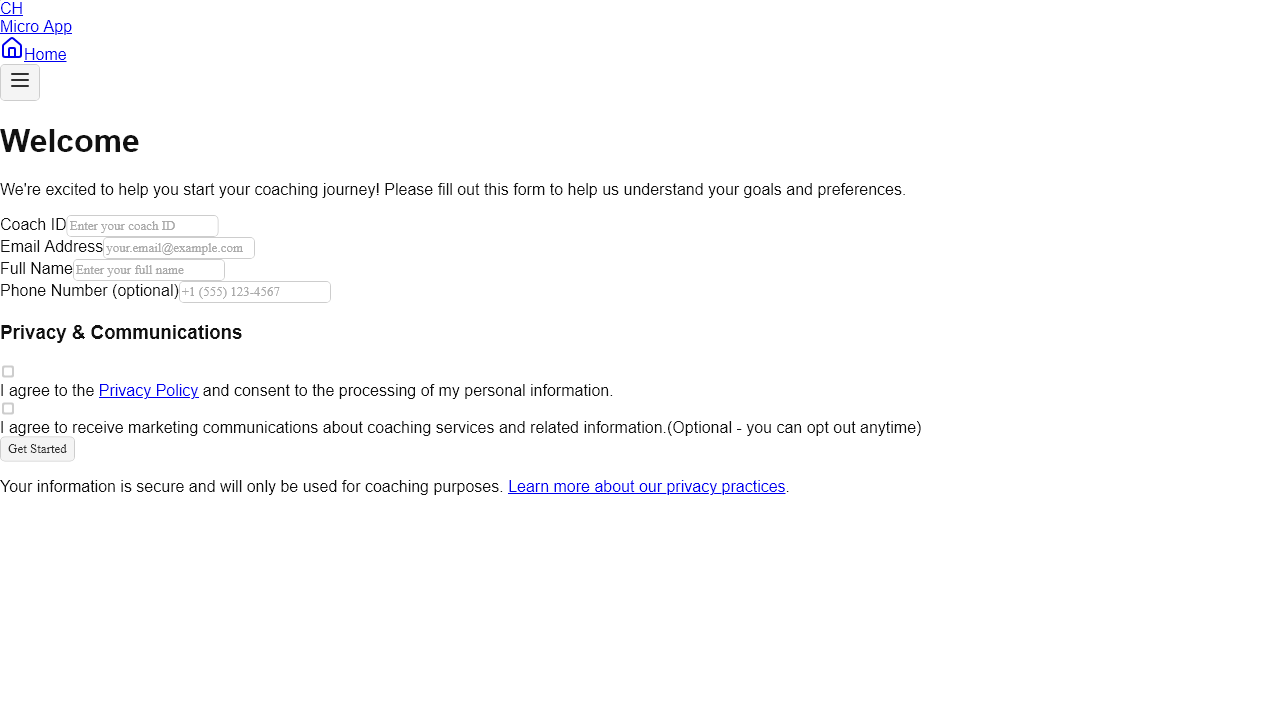 CH
Micro App
Home
Welcome
We're excited to help you start your coaching journey! Please fill out this form to help us understand your goals and preferences.
Coach ID Enter your coach ID
Email Address your.email@example.com
Full Name Enter your full name
Phone Number (optional) +1 (555) 123-4567
Privacy & Communications
I agree to the Privacy Policy and consent to the processing of my personal information.
I agree to receive marketing communications about coaching services and related information.(Optional - you can opt out anytime)
Get Started
Your information is secure and will only be used for coaching purposes. Learn more about our privacy practices.